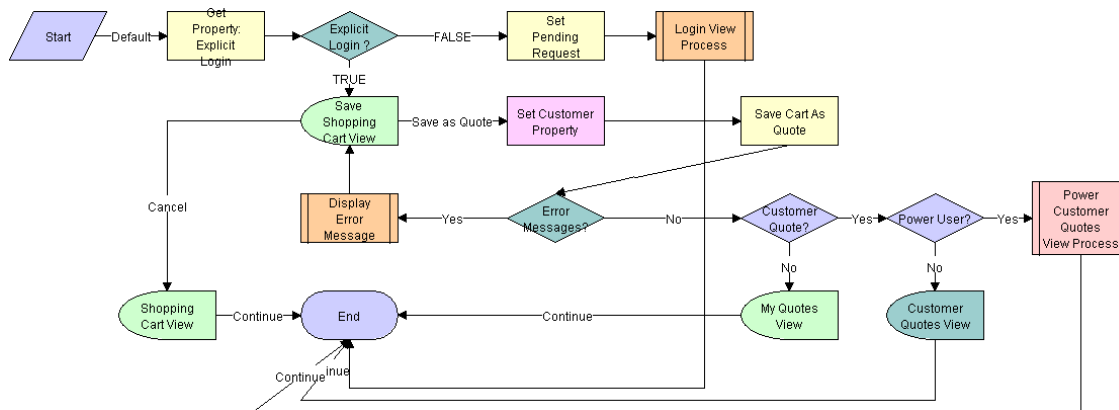 Start
Default
Get
Property:
Explicit
Login
Explicit
Login ?
FALSE
Set
Pending
Request
Login View
Process
TRUE
Save
Shopping
Cart View
Save as Quote
Set Customer
Property
Save Cart As
Quote
Cancel
Display
Error
Message
Yes
Error
Messages?
No
Customer
Quote?
Yes
Power User?
Yes
Power
Customer
Quotes
View Process
No
No
Shopping
Cart View
Continue
End
Continue
My Quotes
View
Customer
Quotes View
Continue
inue